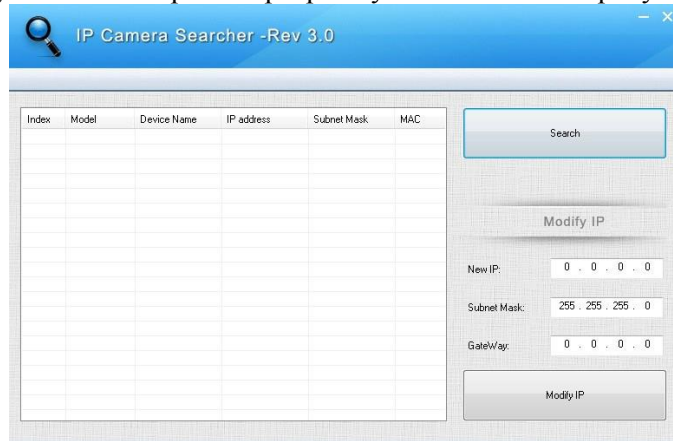 IP Camera Searcher -Rev 3.0
Index Model Device Name IP address Subnet Mask MAC
Search
Modify IP
New IP: 0 . 0 . 0 . 0
Subnet Mask: 255 . 255 . 255 . 0
GateWay: 0 . 0 . 0 . 0
Modify IP